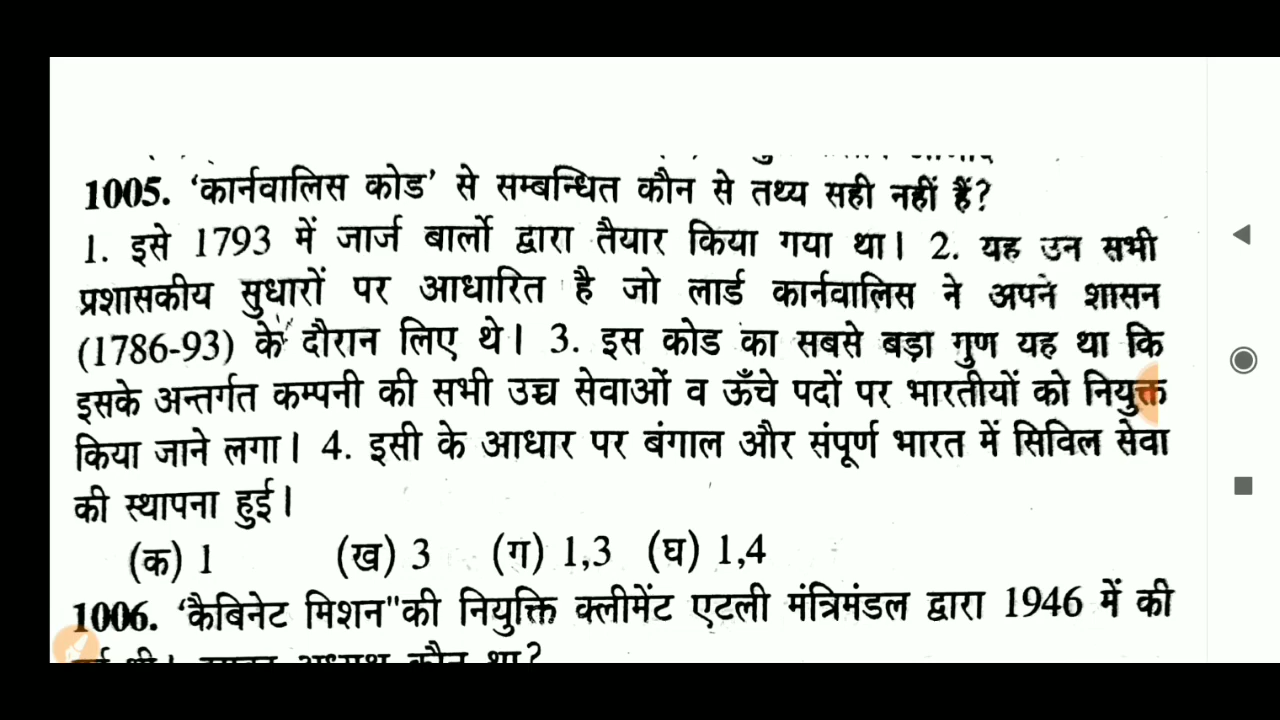 1005. 'कार्नवालिस कोड' से सम्बन्धित कौन से तथ्य सही नहीं हैं?
1. इसे 1793 में जार्ज बार्लो द्वारा तैयार किया गया था। 2. यह उन सभी
प्रशासकीय सुधारों पर आधारित है जो लार्ड कार्नवालिस ने अपने शासन
(1786-93) के दौरान लिए थे। 3. इस कोड का सबसे बड़ा गुण यह था कि
इसके अन्तर्गत कम्पनी की सभी उच्च सेवाओं व ऊँचे पदों पर भारतीयों को नियुक्त
किया जाने लगा। 4. इसी के आधार पर बंगाल और संपूर्ण भारत में सिविल सेवा
की स्थापना हुई।
(क) 1 (ख) 3 (ग) 1,3 (घ) 1,4
1006. 'कैबिनेट मिशन" की नियुक्ति क्लीमेंट एटली मंत्रिमंडल द्वारा 1946 में की
कौन था?